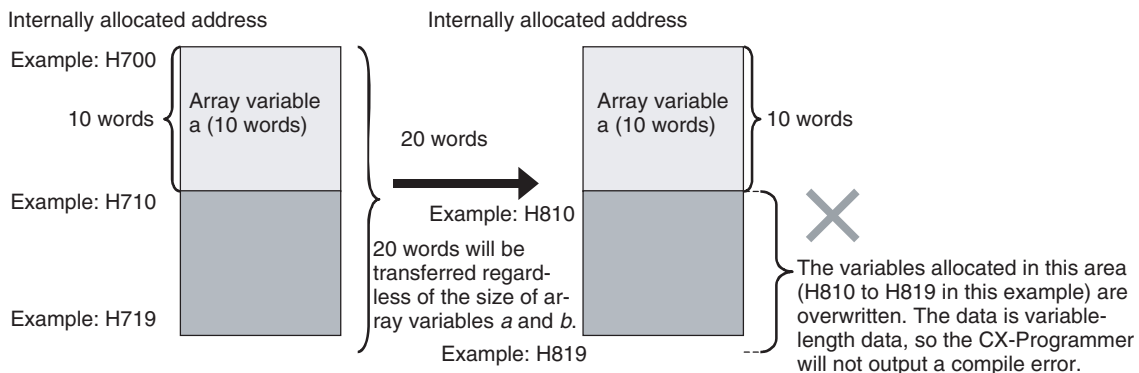 Internally allocated address
Internally allocated address
Example: H700
10 words
Array variable
a (10 words)
20 words
Array variable
a (10 words)
10 words
Example: H710
Example: H810
20 words will be
transferred regard-
less of the size of ar-
ray variables a and b.
Example: H719
Example: H819
The variables allocated in this area
(H810 to H819 in this example) are
overwritten. The data is variable-
length data, so the CX-Programmer
will not output a compile error.